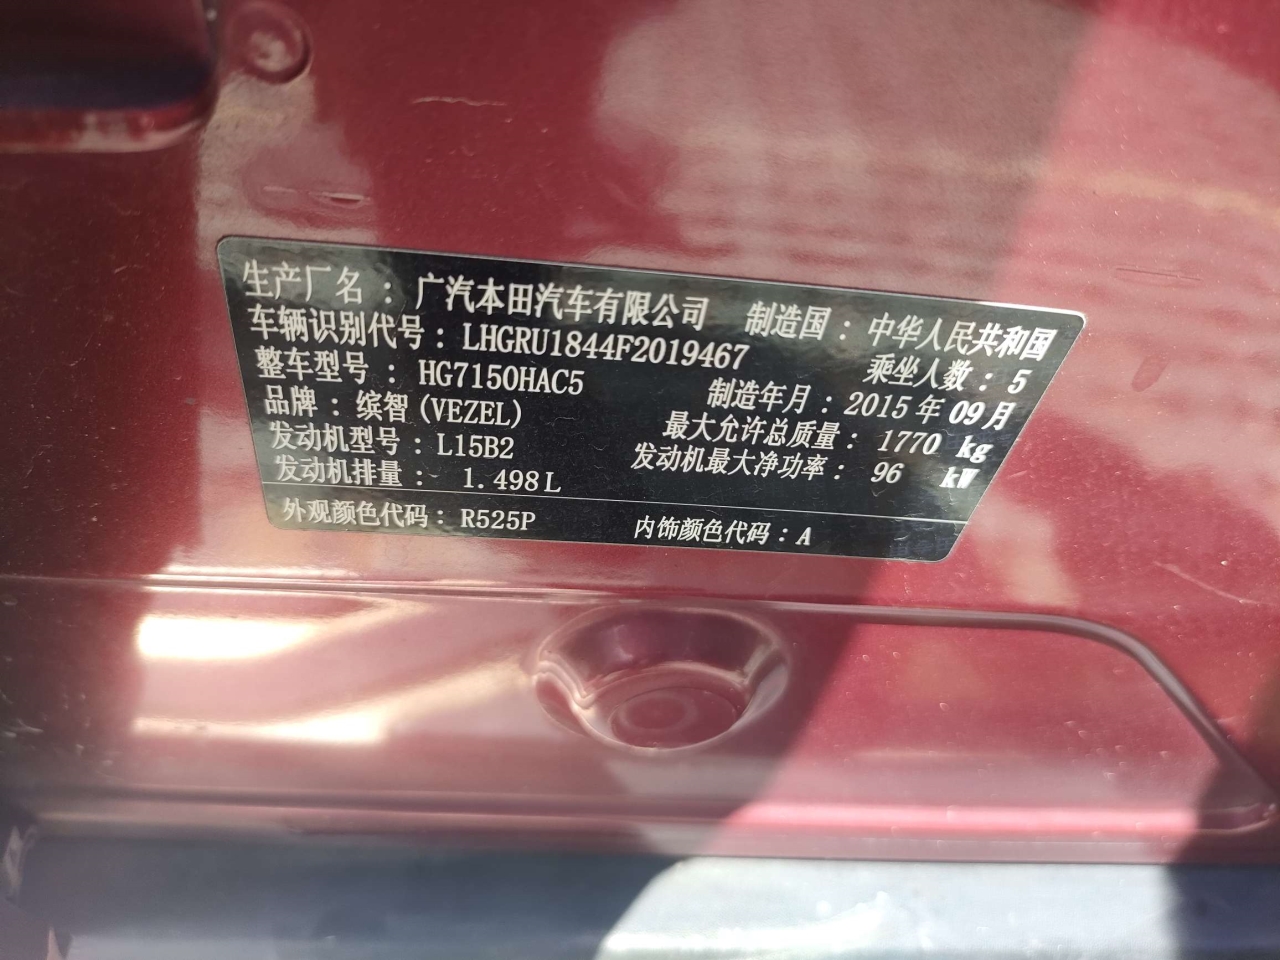 生产厂名：广汽本田汽车有限公司 制造国：中华人民共和国
车辆识别代号：LHGRU1844F2019467 乘坐人数：5
整车型号：HG7150HAC5 制造年月：2015年09月
品牌：缤智(VEZEL) 最大允许总质量：1770 kg
发动机型号：L15B2 发动机最大净功率：96 kW
发动机排量：1.498L
外观颜色代码：R525P 内饰颜色代码：A